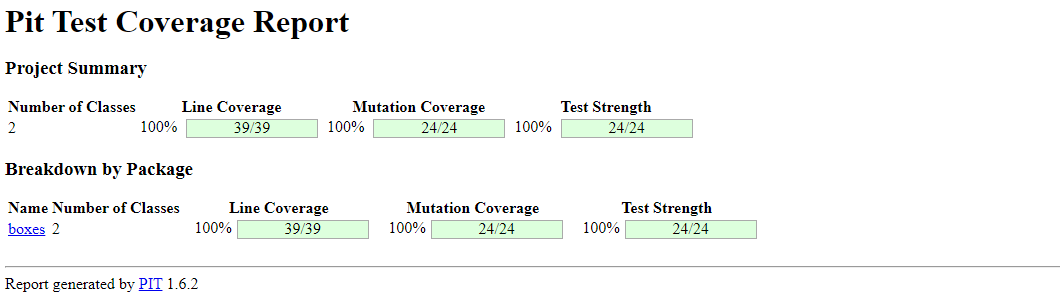 Pit Test Coverage Report
Project Summary
Number of Classes Line Coverage Mutation Coverage Test Strength
2 100% 39/39 100% 24/24 100% 24/24
Breakdown by Package
Name Number of Classes Line Coverage Mutation Coverage Test Strength
boxes 2 100% 39/39 100% 24/24 100% 24/24
Report generated by PIT 1.6.2